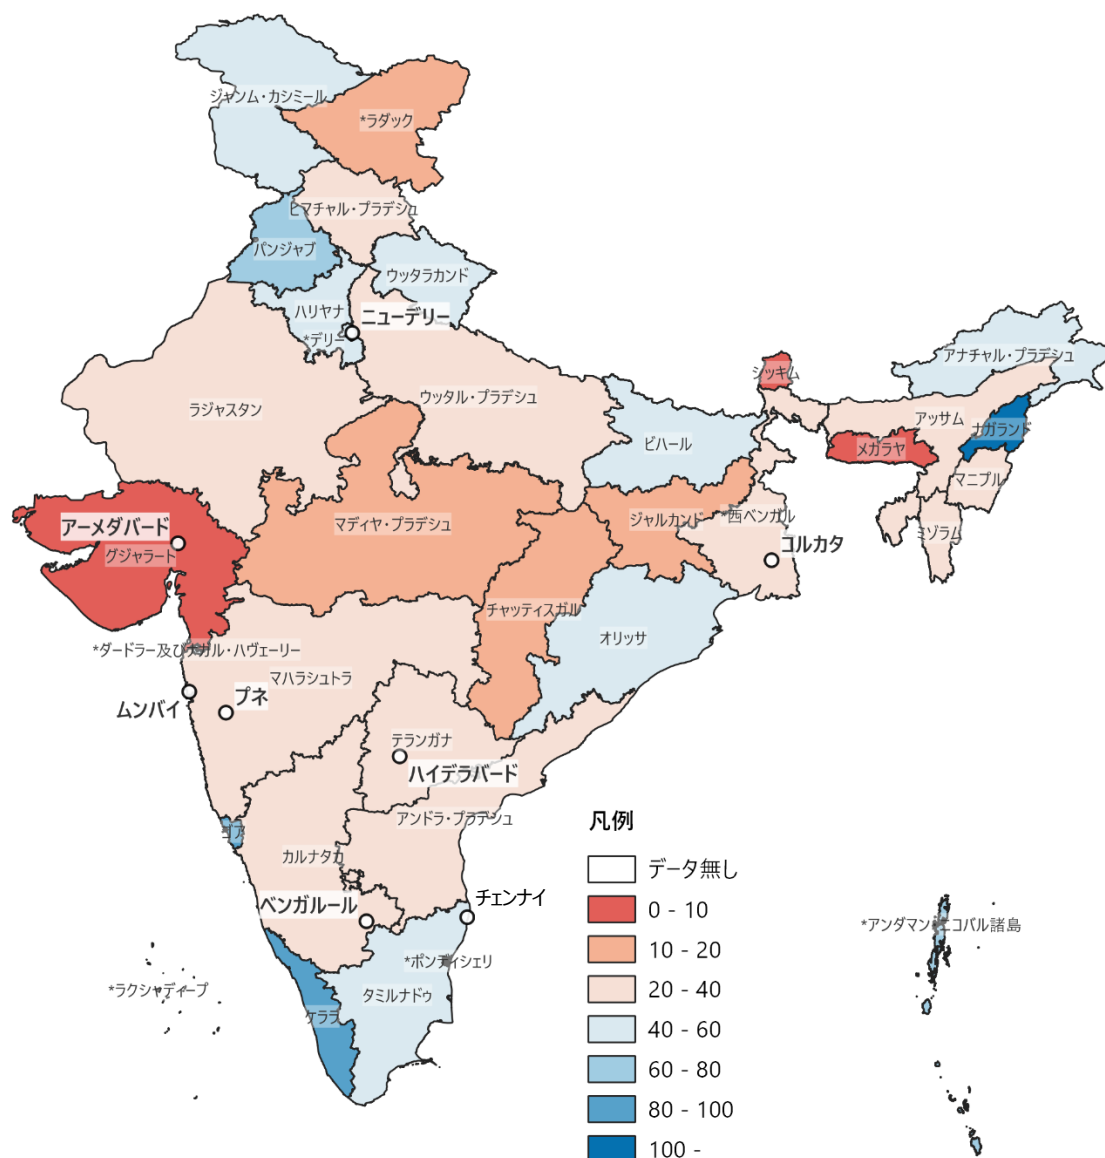 ジャンム・カシミール
*ラダック
ヒマチャル・プラデシュ
パンジャブ
ウッタラカンド
ハリヤナ
ニューデリー
*デリー
アナチャル・プラデシュ
シッキム
ラジャスタン
ウッタル・プラデシュ
アッサム
ナガランド
ビハール
メガラヤ
マニプル
アーメダバード
マディヤ・プラデシュ
ジャルカンド
西ベンガル
ミゾラム
グジャラート
コルカタ
チャッティスガル
オリッサ
*ダードラー及びナガル・ハヴェーリー
マハラシュトラ
プネ
ムンバイ
テランガナ
ハイデラバード
アンドラ・プラデシュ
ゴア
カルナタカ
ベンガルール
チェンナイ
*アンダマン・ニコバル諸島
*ポンディシェリ
*ラクシャディープ
タミルナドゥ
ケララ
凡例
データ無し
0 - 10
10 - 20
20 - 40
40 - 60
60 - 80
80 - 100
100 -